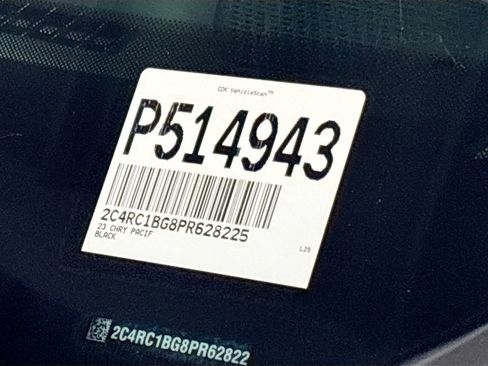 CDK VehicleScan™
P514943
2C4RC1BG8PR628225
23 CHRY PACIF
BLACK
L25
2C4RC1BG8PR62822